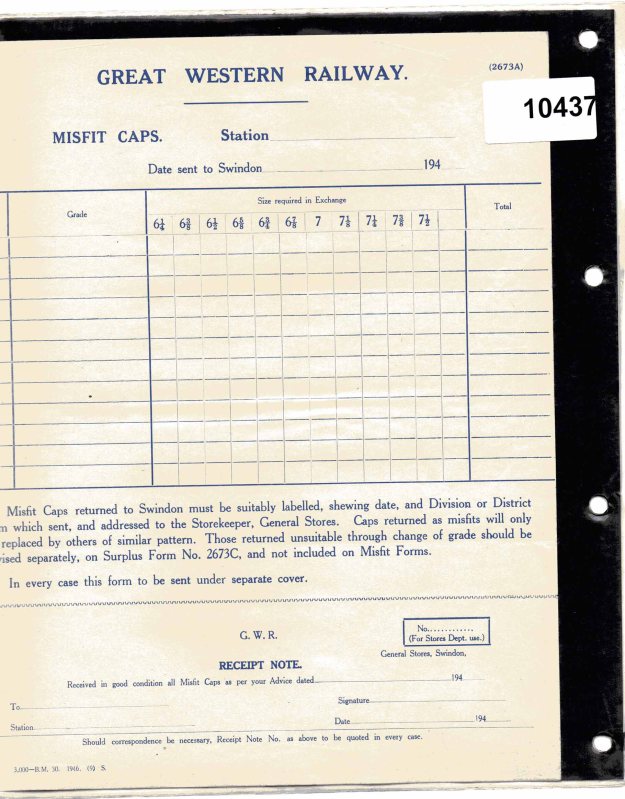 GREAT WESTERN RAILWAY.
(2673A)
10437
MISFIT CAPS. Station
Date sent to Swindon 194
Grade
Size required in Exchange
Total
6¼ 6⅜ 6½ 6⅝ 6¾ 6⅞ 7 7⅛ 7¼ 7⅜ 7½
Misfit Caps returned to Swindon must be suitably labelled, shewing date, and Division or District
m which sent, and addressed to the Storekeeper, General Stores. Caps returned as misfits will only
replaced by others of similar pattern. Those returned unsuitable through change of grade should be
ised separately, on Surplus Form No. 2673C, and not included on Misfit Forms.
In every case this form to be sent under separate cover.
G. W. R.
No.............
(For Stores Dept. use.)
General Stores, Swindon,
RECEIPT NOTE.
Received in good condition all Misfit Caps as per your Advice dated 194
To
Signature
Station
Date 194
Should correspondence be necessary, Receipt Note No. as above to be quoted in every case.
3,000—B.M. 30. 1946. (9) S.